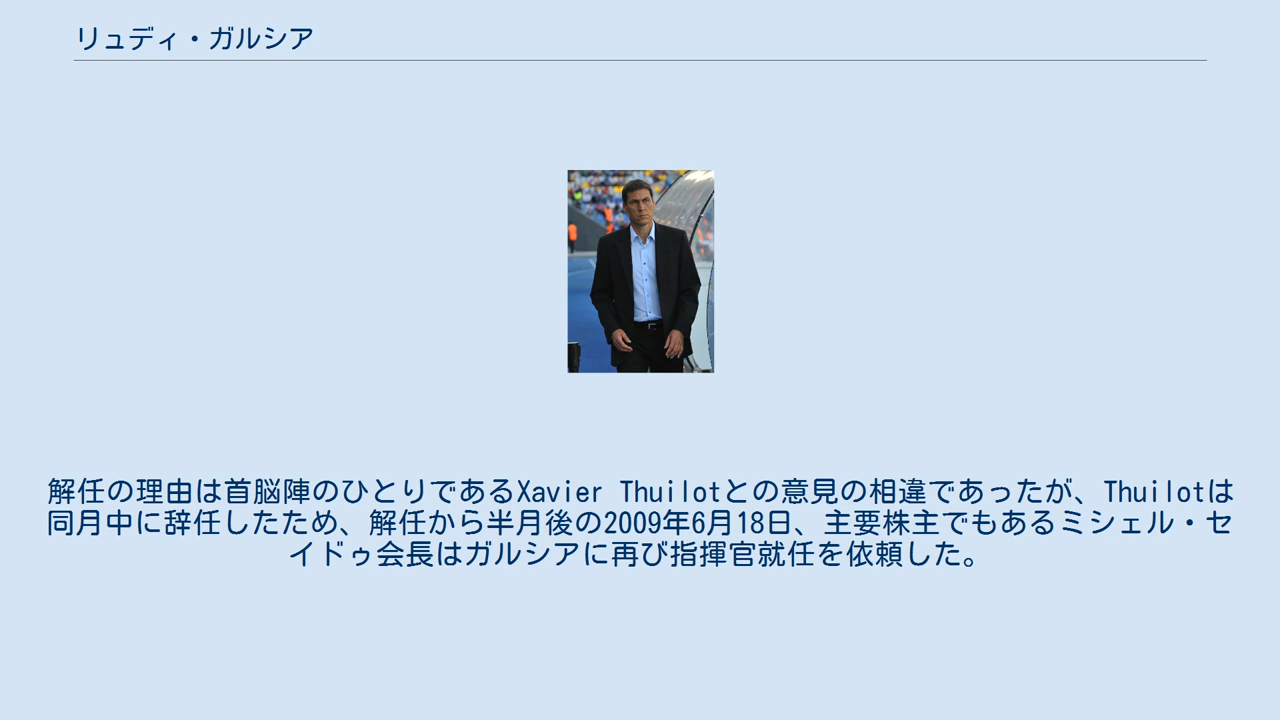 リュディ・ガルシア
解任の理由は首脳陣のひとりであるXavier Thuilotとの意見の相違であったが、Thuilotは
同月中に辞任したため、解任から半月後の2009年6月18日、主要株主でもあるミシェル・セ
イドゥ会長はガルシアに再び指揮官就任を依頼した。